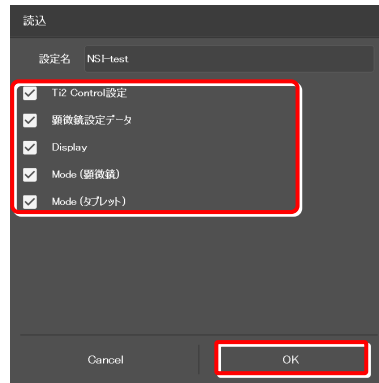 読込
設定名 NSI-test
Ti2 Control設定
顕微鏡設定データ
Display
Mode (顕微鏡)
Mode (タブレット)
Cancel OK